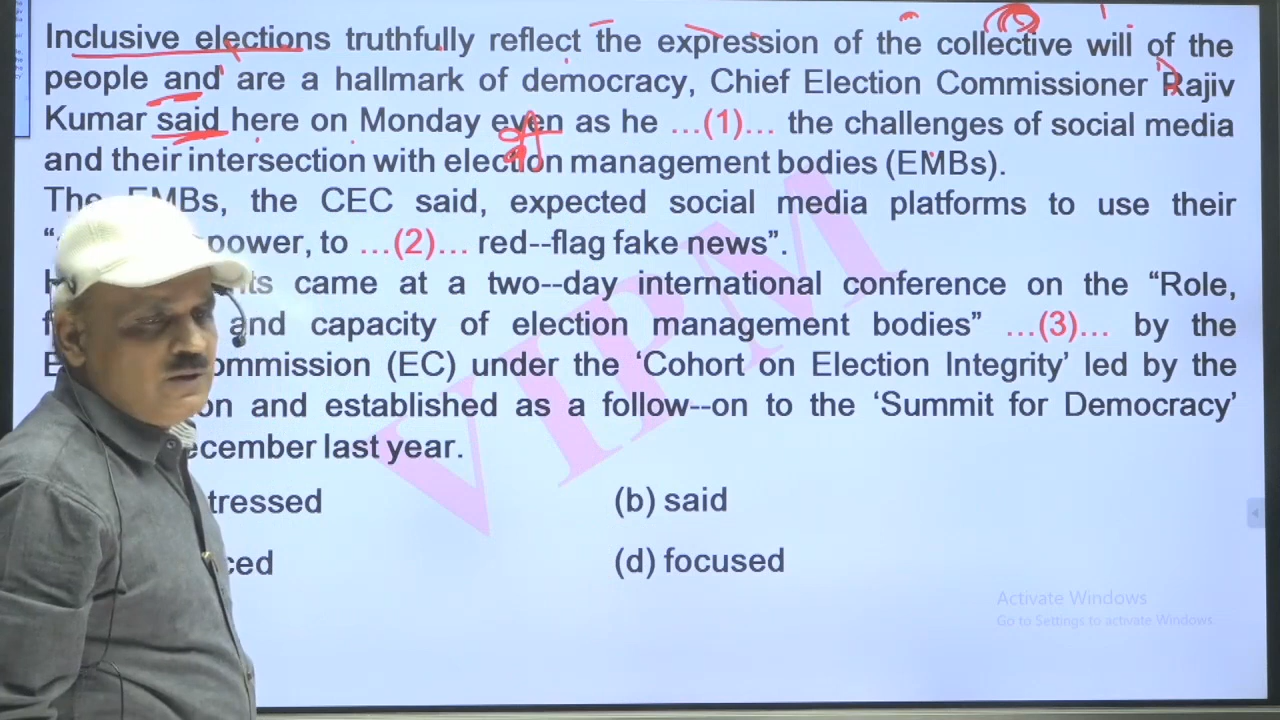 Inclusive elections truthfully reflect the expression of the collective will of the
people and are a hallmark of democracy, Chief Election Commissioner Rajiv
Kumar said here on Monday even as he ...(1)... the challenges of social media
and their intersection with election management bodies (EMBs).
The EMBs, the CEC said, expected social media platforms to use their
power, to ...(2)... red--flag fake news”.
came at a two--day international conference on the “Role,
and capacity of election management bodies” ...(3)... by the
(EC) under the ‘Cohort on Election Integrity’ led by the
and established as a follow--on to the ‘Summit for Democracy’
last year.
(b) said
(d) focused
VIPM
Activate Windows
Go to Settings to activate Windows.